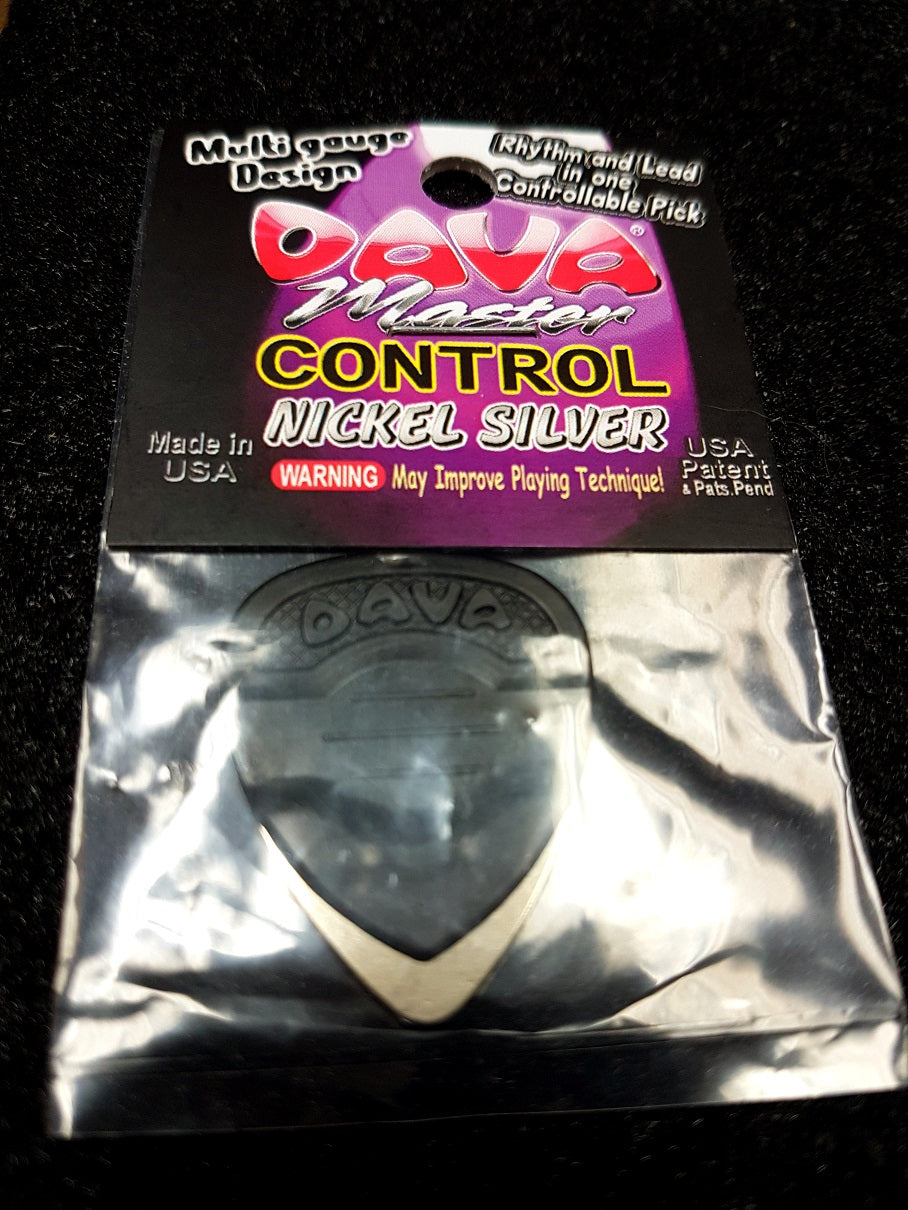 Multi gauge
Design
Rhythm and Lead
in one
Controllable Pick
DAVA®
Master
CONTROL
NICKEL SILVER
Made in
USA
WARNING May Improve Playing Technique!
USA
Patent
& Pats.Pend
DAVA